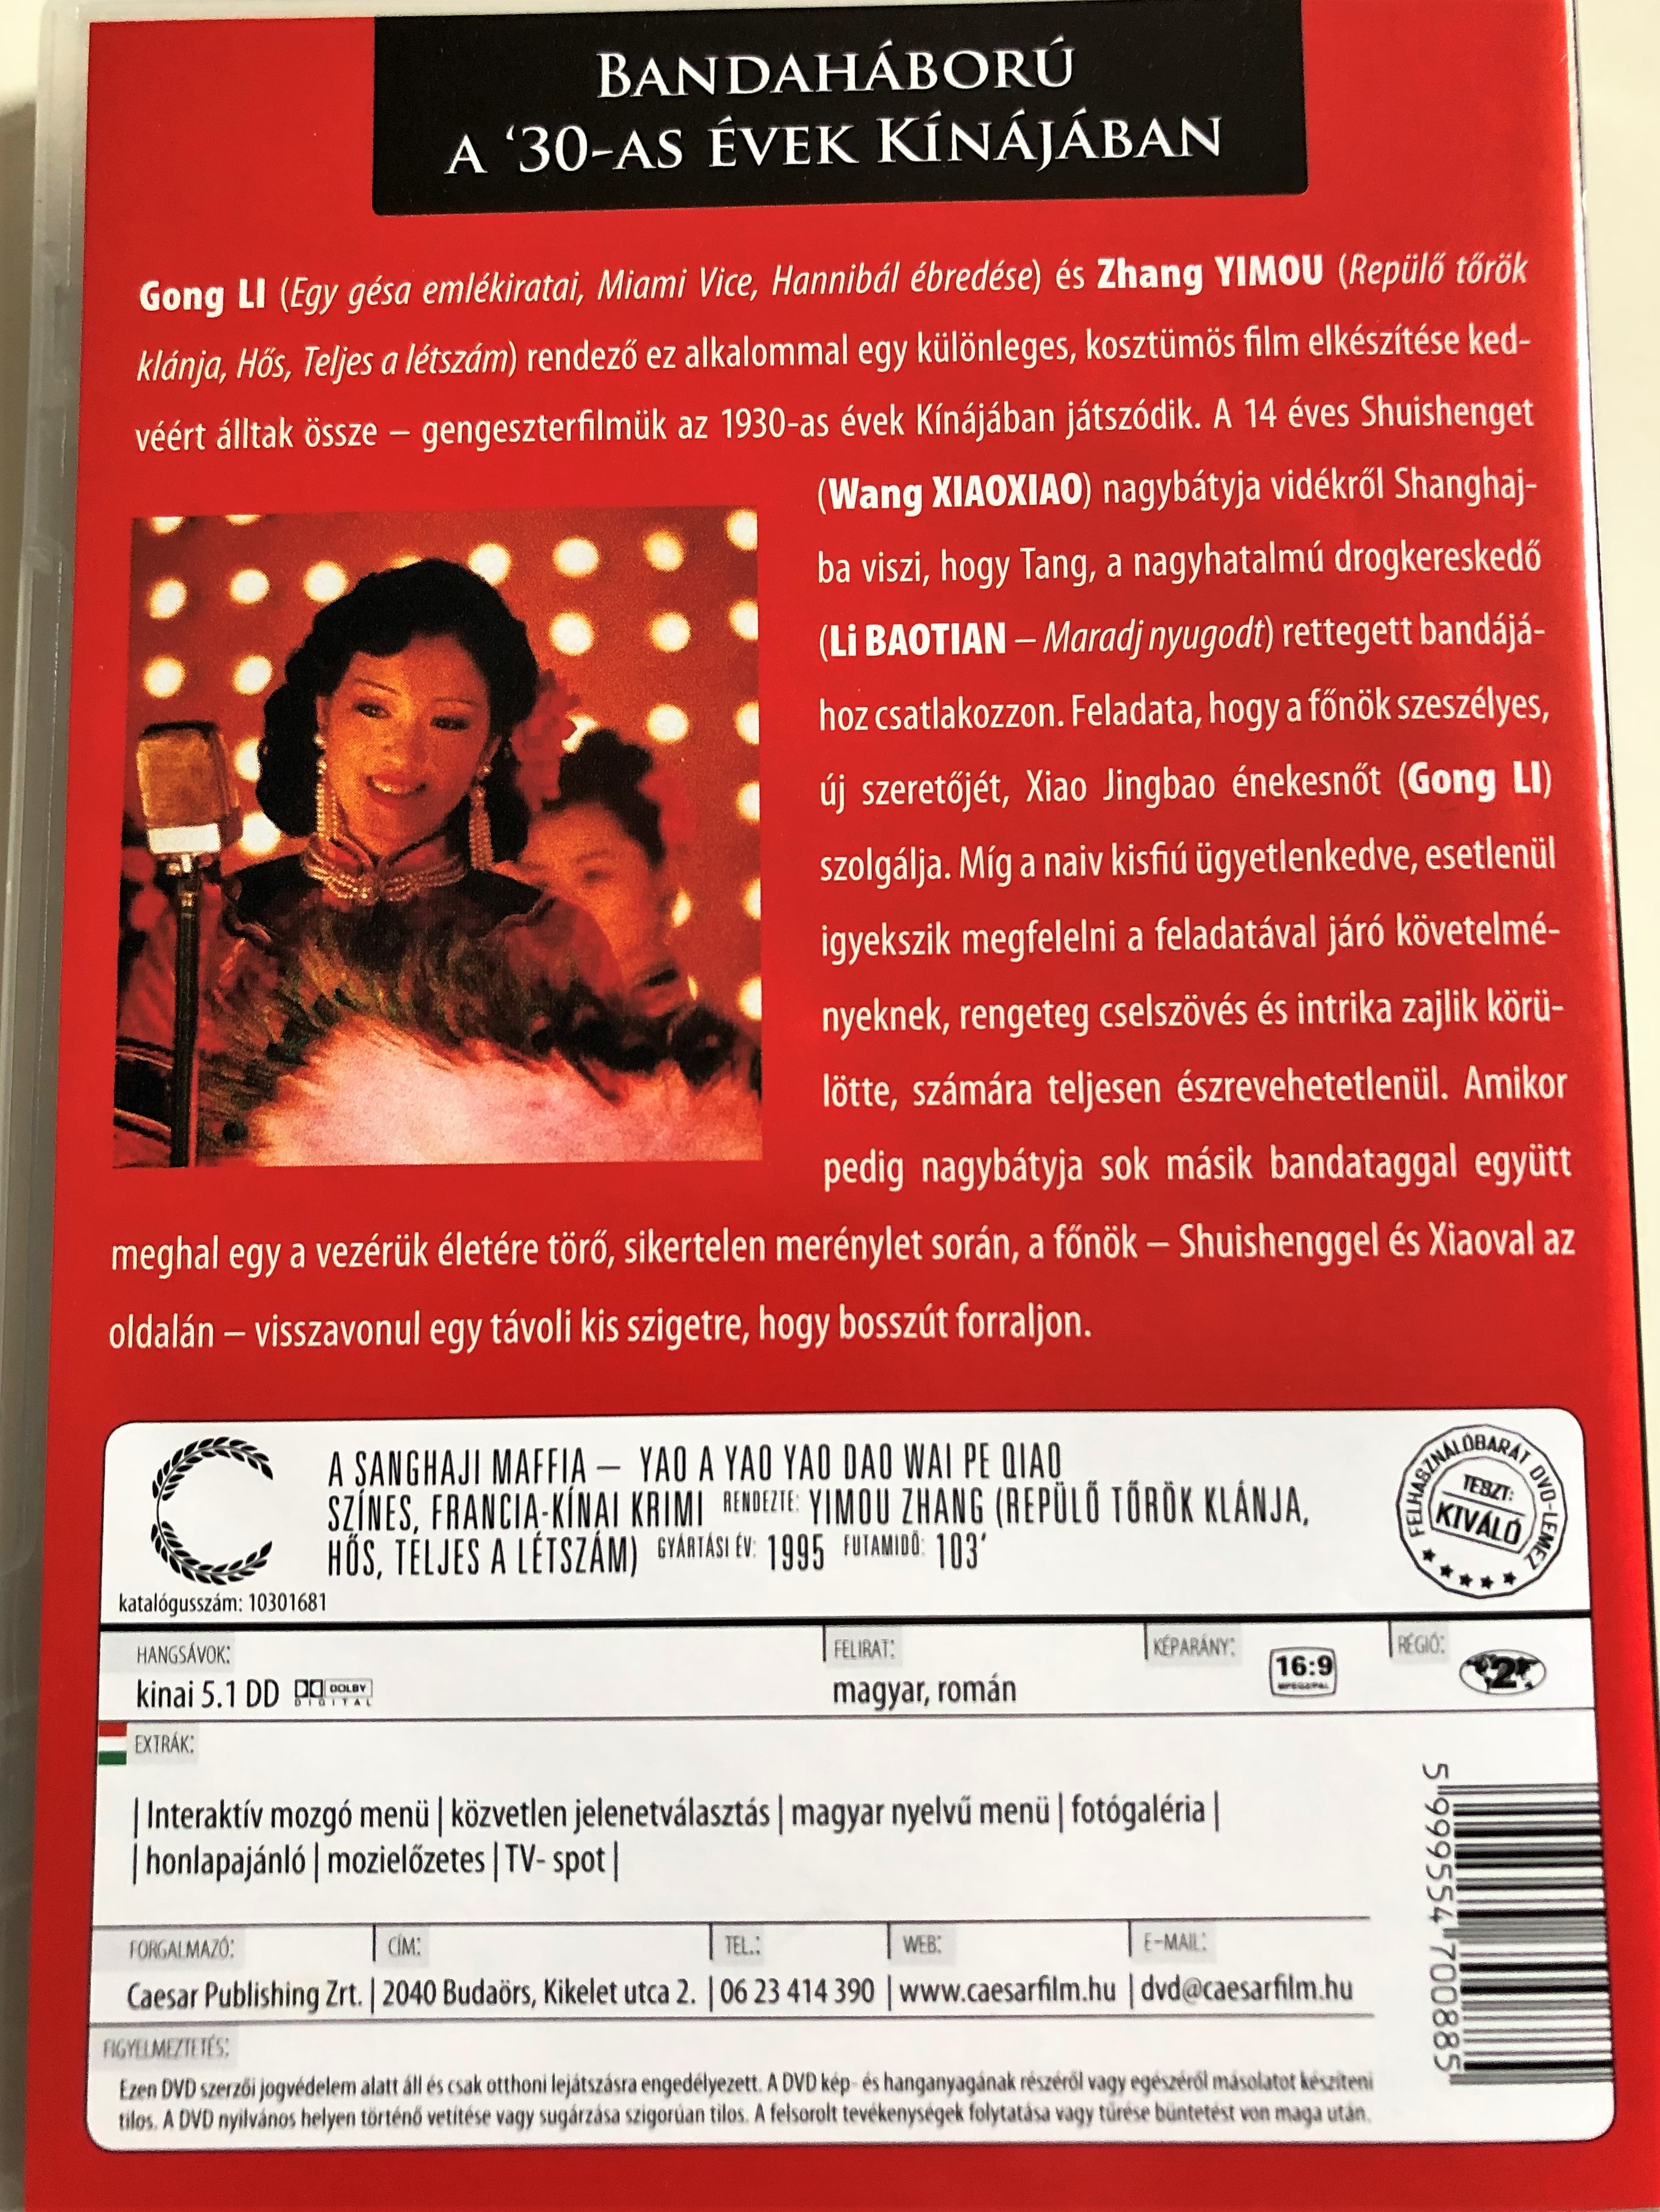 BANDAHÁBORÚ
A ‘30-AS ÉVEK KÍNÁJÁBAN
Gong LI (Egy gésa emlékiratai, Miami Vice, Hannibál ébredése) és Zhang YIMOU (Repülő tőrök
klánja, Hős, Teljes a létszám) rendező ez alkalommal egy különleges, kosztümös film elkészítése ked-
véért álltak össze – gengeszterfilmük az 1930-as évek Kínájában játszódik. A 14 éves Shuishenget
(Wang XIAOXIAO) nagybátyja vidékről Shanghaj-
ba viszi, hogy Tang, a nagyhatalmú drogkereskedő
(Li BAOTIAN – Maradj nyugodt) rettegett bandájá-
hoz csatlakozzon. Feladata, hogy a főnök szeszélyes,
új szeretőjét, Xiao Jingbao énekesnőt (Gong LI)
szolgálja. Míg a naiv kisfiú ügyetlenkedve, esetlenül
igyekszik megfelelni a feladatával járó követelmé-
nyeknek, rengeteg cselszövés és intrika zajlik körü-
lötte, számára teljesen észrevehetetlenül. Amikor
pedig nagybátyja sok másik bandataggal együtt
meghal egy a vezérük életére törő, sikertelen merénylet során, a főnök – Shuishenggel és Xiaoval az
oldalán – visszavonul egy távoli kis szigetre, hogy bosszút forraljon.
A SANGHAJI MAFFIA – YAO A YAO YAO DAO WAI PE QIAO
SZÍNES, FRANCIA-KÍNAI KRIMI RENDEZTE: YIMOU ZHANG (REPÜLŐ TŐRÖK KLÁNJA,
HŐS, TELJES A LÉTSZÁM) GYÁRTÁSI ÉV: 1995 FUTAMIDŐ: 103’
katalógusszám: 10301681
FELHASZNÁLÓBARÁT DVD-LEMEZ
TESZT:
KIVÁLÓ
HANGSÁVOK: FELIRAT: KÉPARÁNY: RÉGIÓ:
kinai 5.1 DD DOLBY DIGITAL magyar, román 16:9 2
EXTRÁK:
| Interaktív mozgó menü | közvetlen jelenetválasztás | magyar nyelvű menü | fotógaléria |
| honlapajánló | mozielőzetes | TV- spot |
FORGALMAZÓ: CÍM: TEL.: WEB: E-MAIL:
Caesar Publishing Zrt. | 2040 Budaörs, Kikelet utca 2. | 06 23 414 390 | www.caesarfilm.hu | dvd@caesarfilm.hu
FIGYELMEZTETÉS:
Ezen DVD szerzői jogvédelem alatt áll és csak otthoni lejátszásra engedélyezett. A DVD kép- és hanganyagának részéről vagy egészéről másolatot készíteni
tilos. A DVD nyilvános helyen történő vetítése vagy sugárzása szigorúan tilos. A felsorolt tevékenységek folytatása vagy tűrése büntetést von maga után.
5 999554 700885